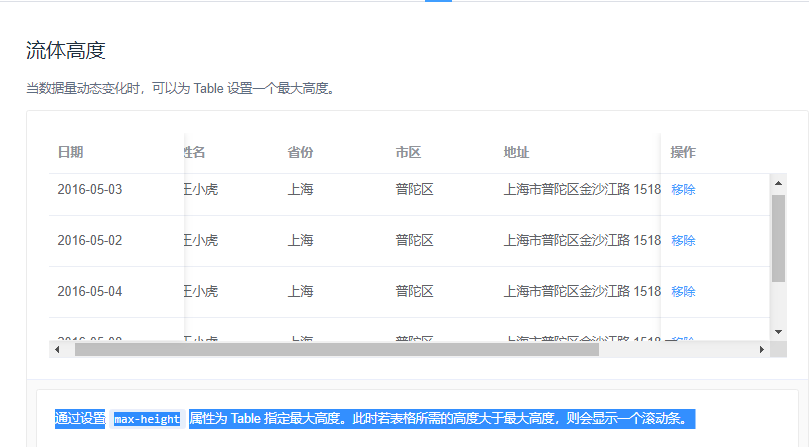 流体高度
当数据量动态变化时，可以为 Table 设置一个最大高度。
日期 姓名 省份 市区 地址 操作
2016-05-03 王小虎 上海 普陀区 上海市普陀区金沙江路 1518 移除
2016-05-02 王小虎 上海 普陀区 上海市普陀区金沙江路 1518 移除
2016-05-04 王小虎 上海 普陀区 上海市普陀区金沙江路 1518 移除
通过设置 max-height 属性为 Table 指定最大高度。此时若表格所需的高度大于最大高度，则会显示一个滚动条。